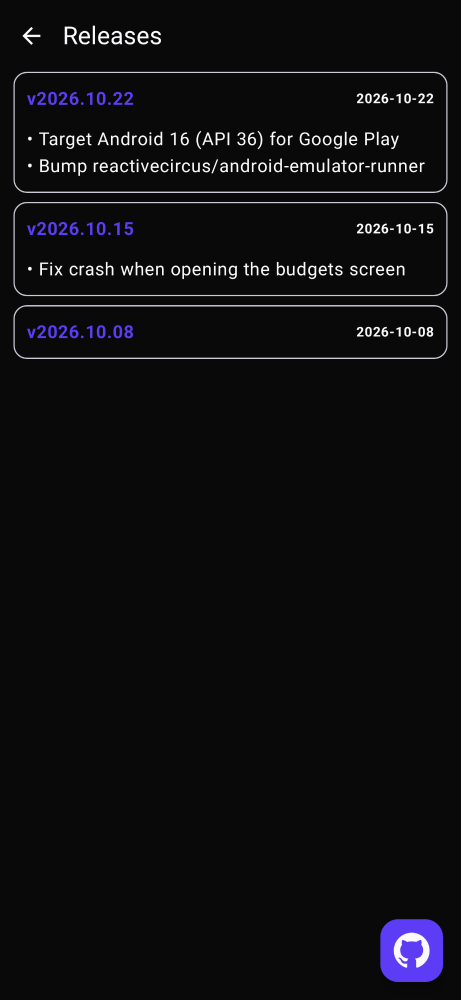 Releases
v2026.10.22 2026-10-22
• Target Android 16 (API 36) for Google Play
• Bump reactivecircus/android-emulator-runner
v2026.10.15 2026-10-15
• Fix crash when opening the budgets screen
v2026.10.08 2026-10-08